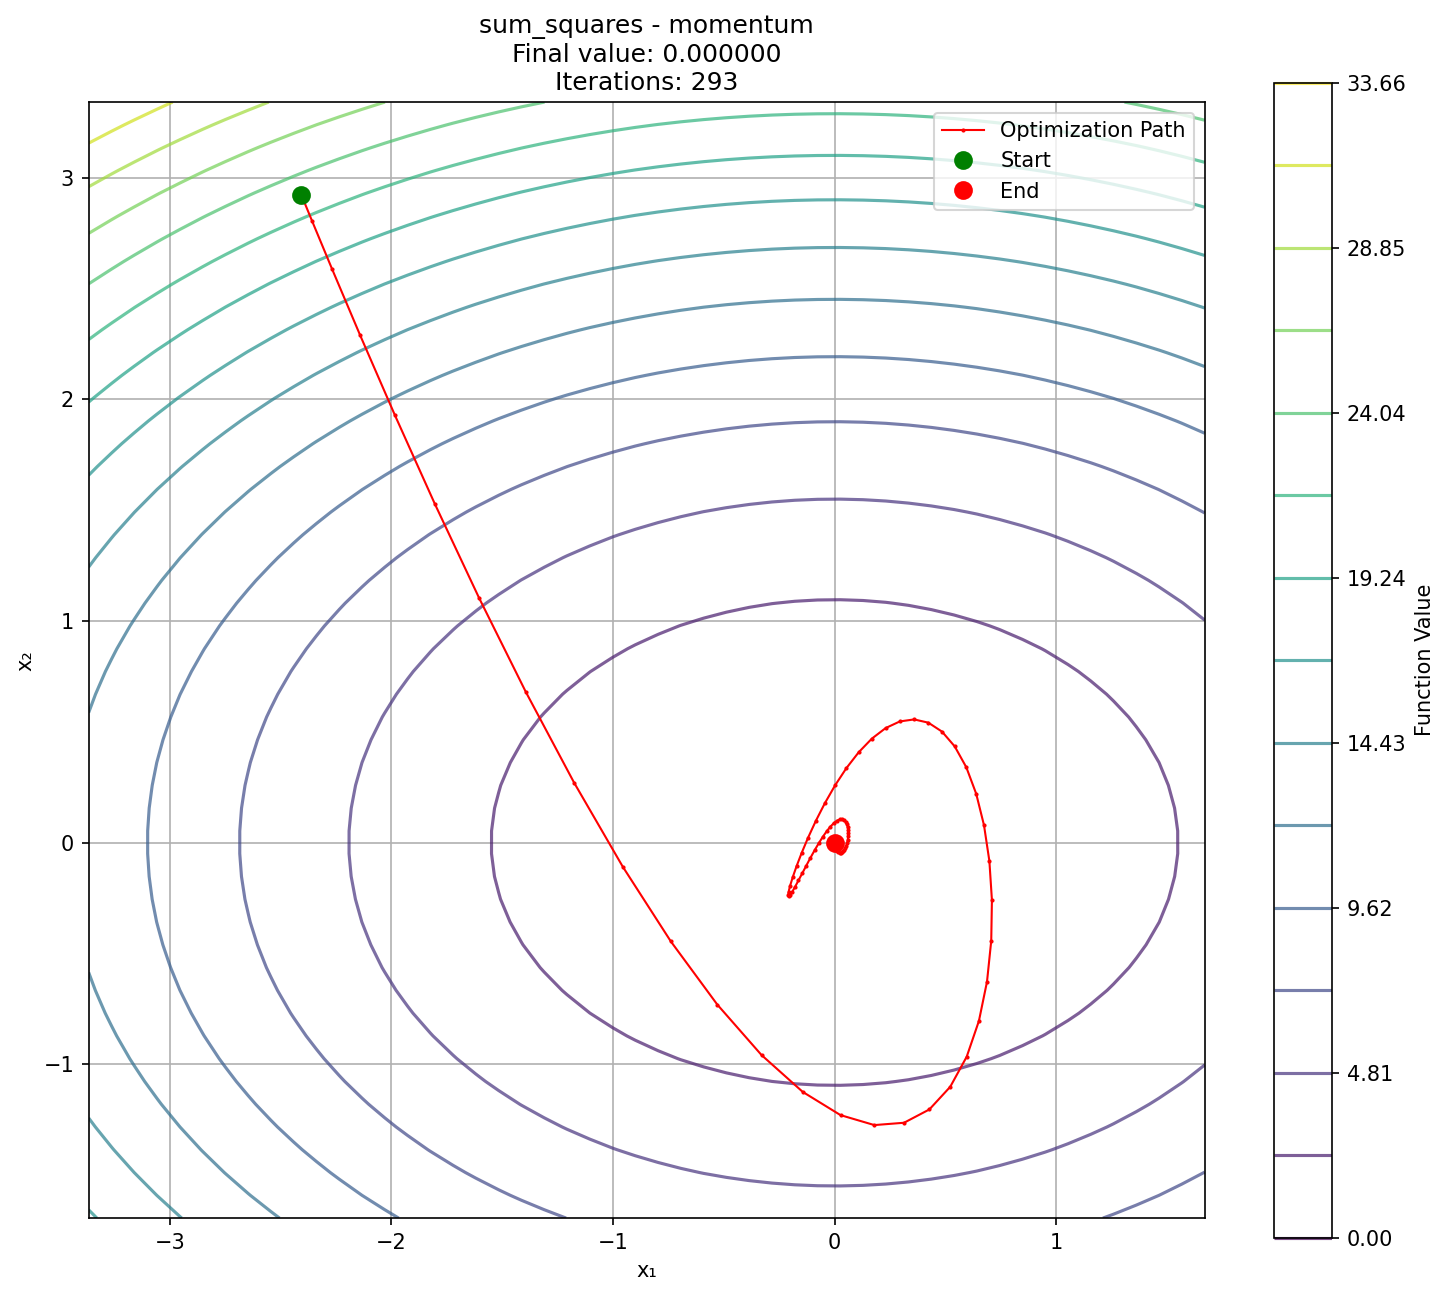 sum_squares - momentum
Final value: 0.000000
Iterations: 293
Optimization Path
Start
End
3
2
1
0
−1
x₂
−3
−2
−1
0
1
x₁
33.66
28.85
24.04
19.24
14.43
9.62
4.81
0.00
Function Value